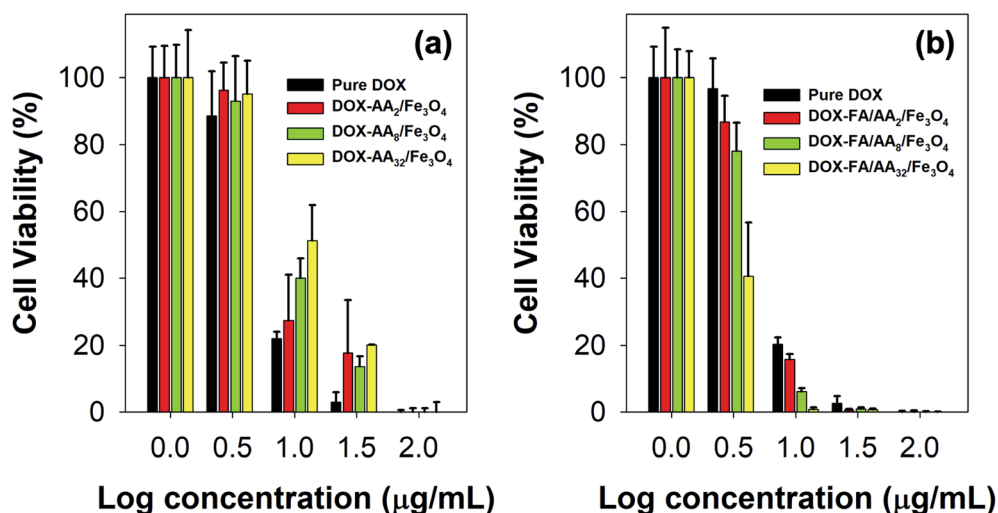 (a)
Cell Viability (%)
100
80
60
40
20
0
Pure DOX
DOX-AA₂/Fe₃O₄
DOX-AA₈/Fe₃O₄
DOX-AA₃₂/Fe₃O₄
0.0 0.5 1.0 1.5 2.0
Log concentration (μg/mL)
(b)
Cell Viability (%)
100
80
60
40
20
0
Pure DOX
DOX-FA/AA₂/Fe₃O₄
DOX-FA/AA₈/Fe₃O₄
DOX-FA/AA₃₂/Fe₃O₄
0.0 0.5 1.0 1.5 2.0
Log concentration (μg/mL)